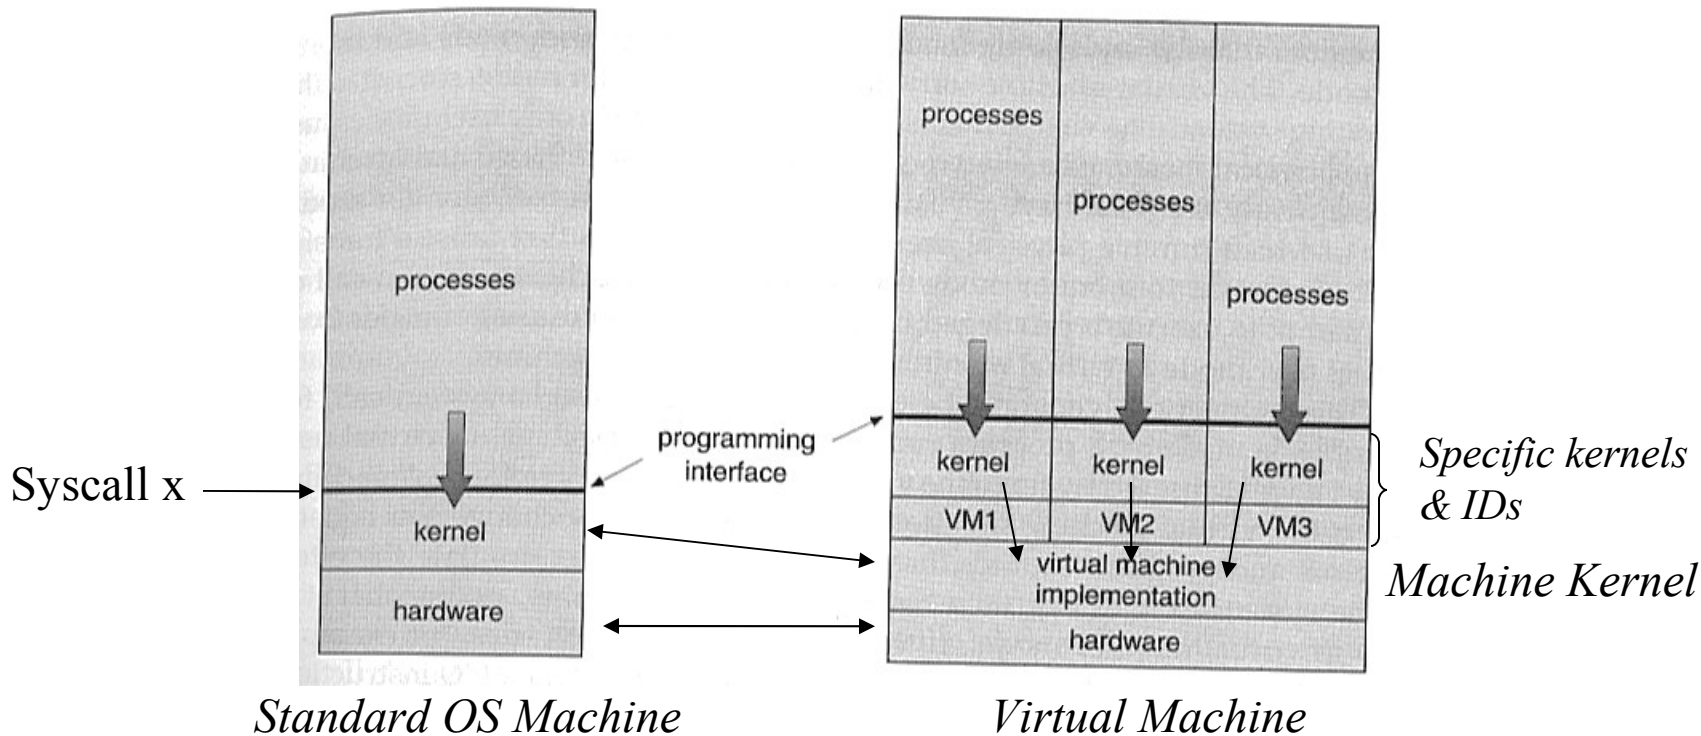 processes
processes
processes
processes
programming
interface
Syscall x
kernel
kernel
kernel
kernel
Specific kernels
& IDs
VM1
VM2
VM3
virtual machine
implementation
Machine Kernel
hardware
hardware
Standard OS Machine
Virtual Machine